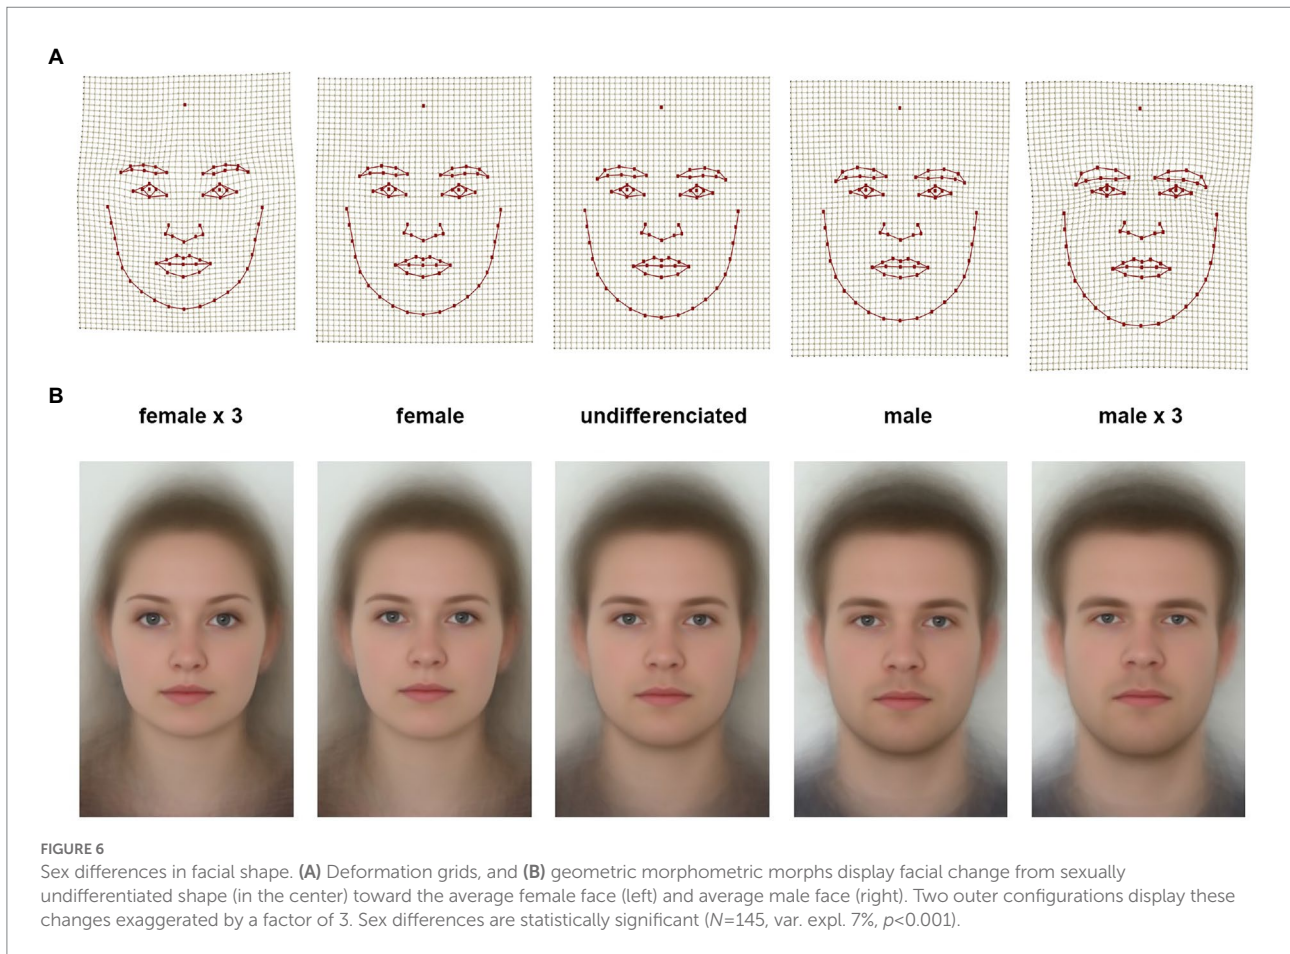 A
B
female x 3 female undifferenciated male male x 3
FIGURE 6
Sex differences in facial shape. (A) Deformation grids, and (B) geometric morphometric morphs display facial change from sexually
undifferentiated shape (in the center) toward the average female face (left) and average male face (right). Two outer configurations display these
changes exaggerated by a factor of 3. Sex differences are statistically significant (N=145, var. expl. 7%, p<0.001).